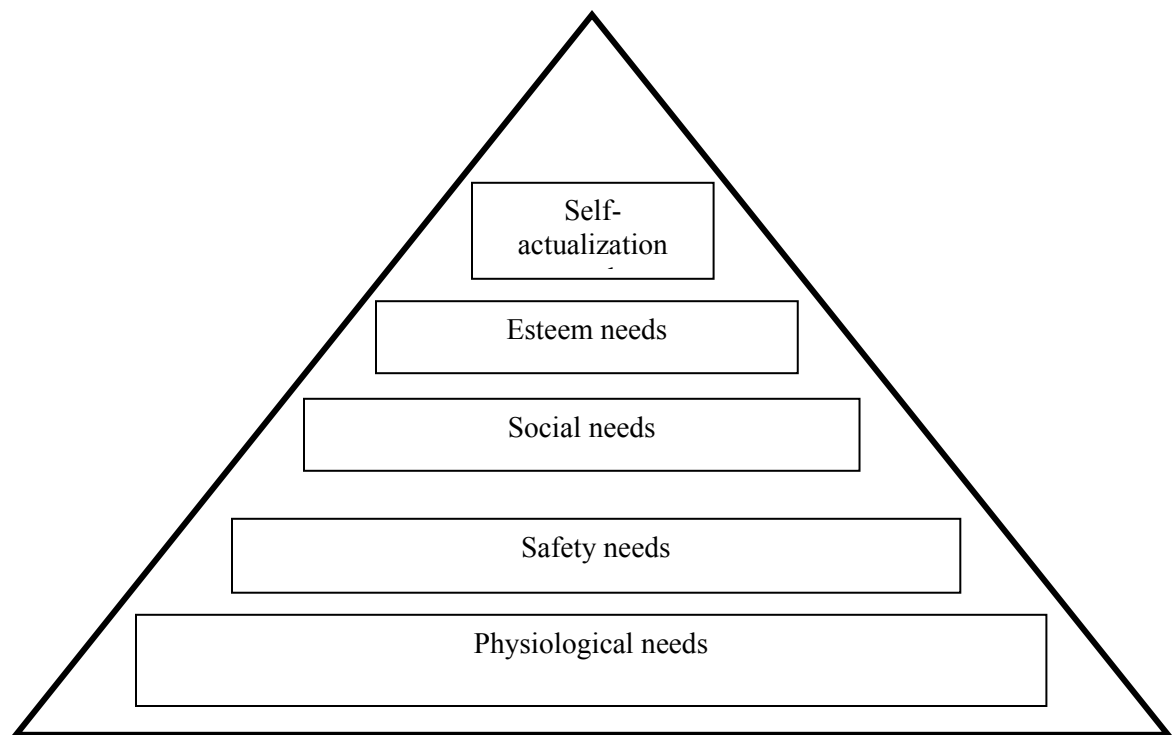 Self-
actualization
Esteem needs
Social needs
Safety needs
Physiological needs